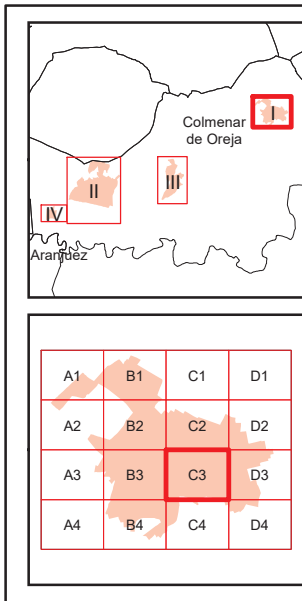 I
Colmenar
de Oreja
II
III
IV
Aranjuez
A1 B1 C1 D1
A2 B2 C2 D2
A3 B3 C3 D3
A4 B4 C4 D4